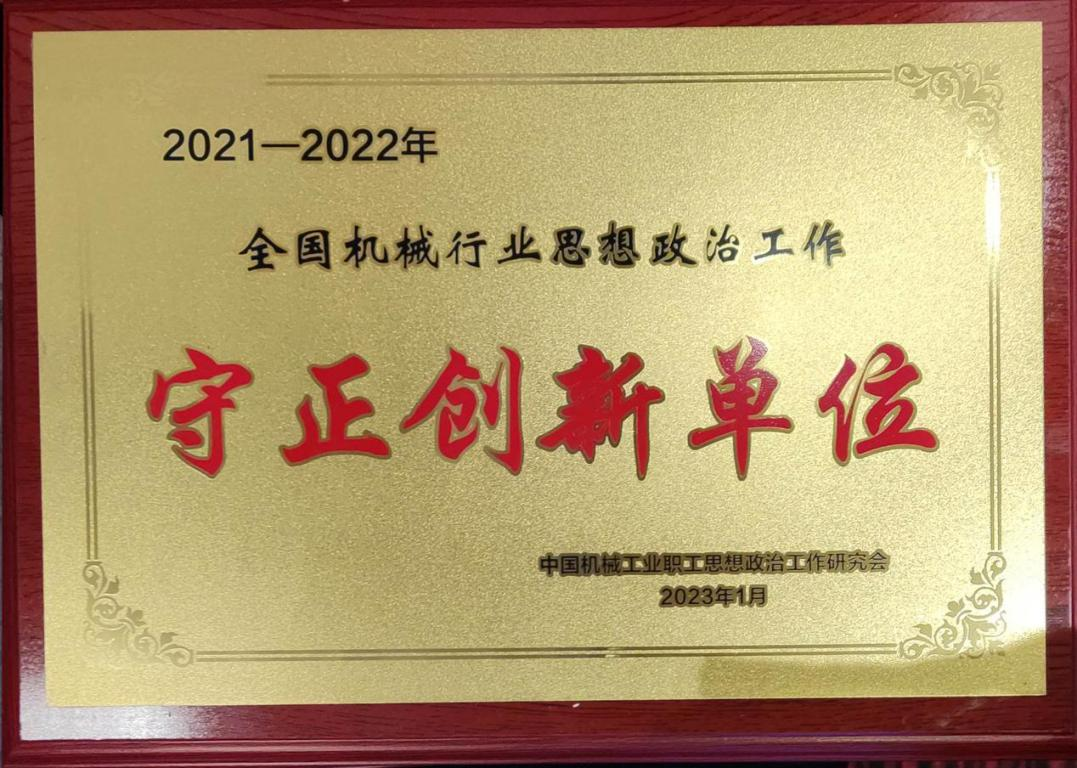 2021—2022年
全国机械行业思想政治工作
守正创新单位
中国机械工业职工思想政治工作研究会
2023年1月